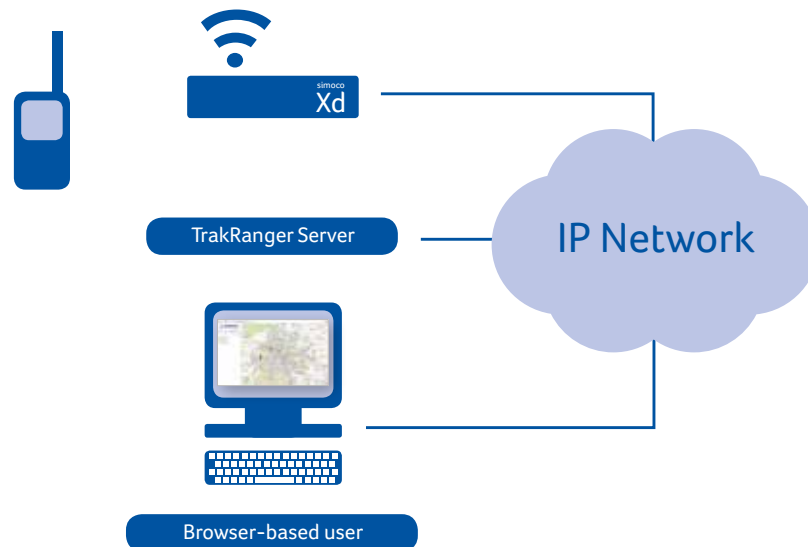 simoco
Xd
TrakRanger Server
IP Network
Browser-based user